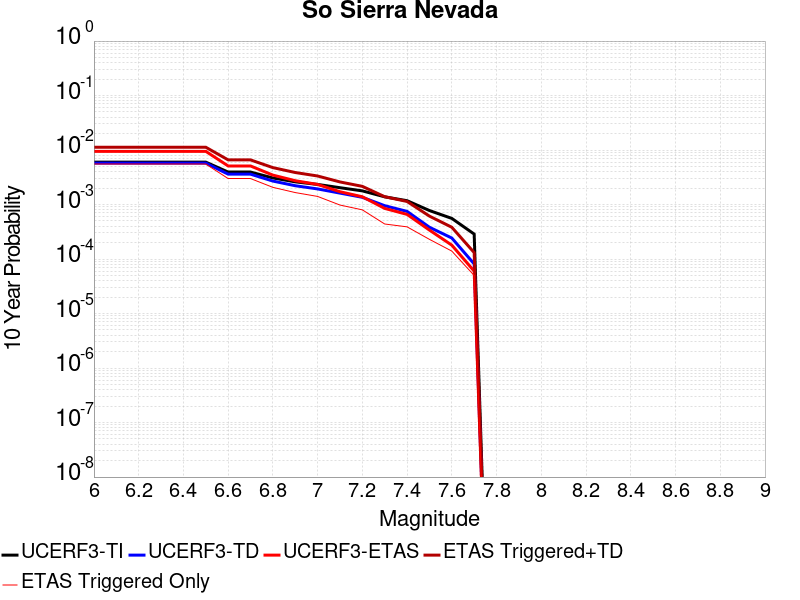 So Sierra Nevada
10 0
10 -1
10 -2
10 -3
10 -4
10 -5
10 -6
10 -7
10 -8
10 Year Probability
6 6.2 6.4 6.6 6.8 7 7.2 7.4 7.6 7.8 8 8.2 8.4 8.6 8.8 9
Magnitude
UCERF3-TI UCERF3-TD UCERF3-ETAS ETAS Triggered+TD
ETAS Triggered Only